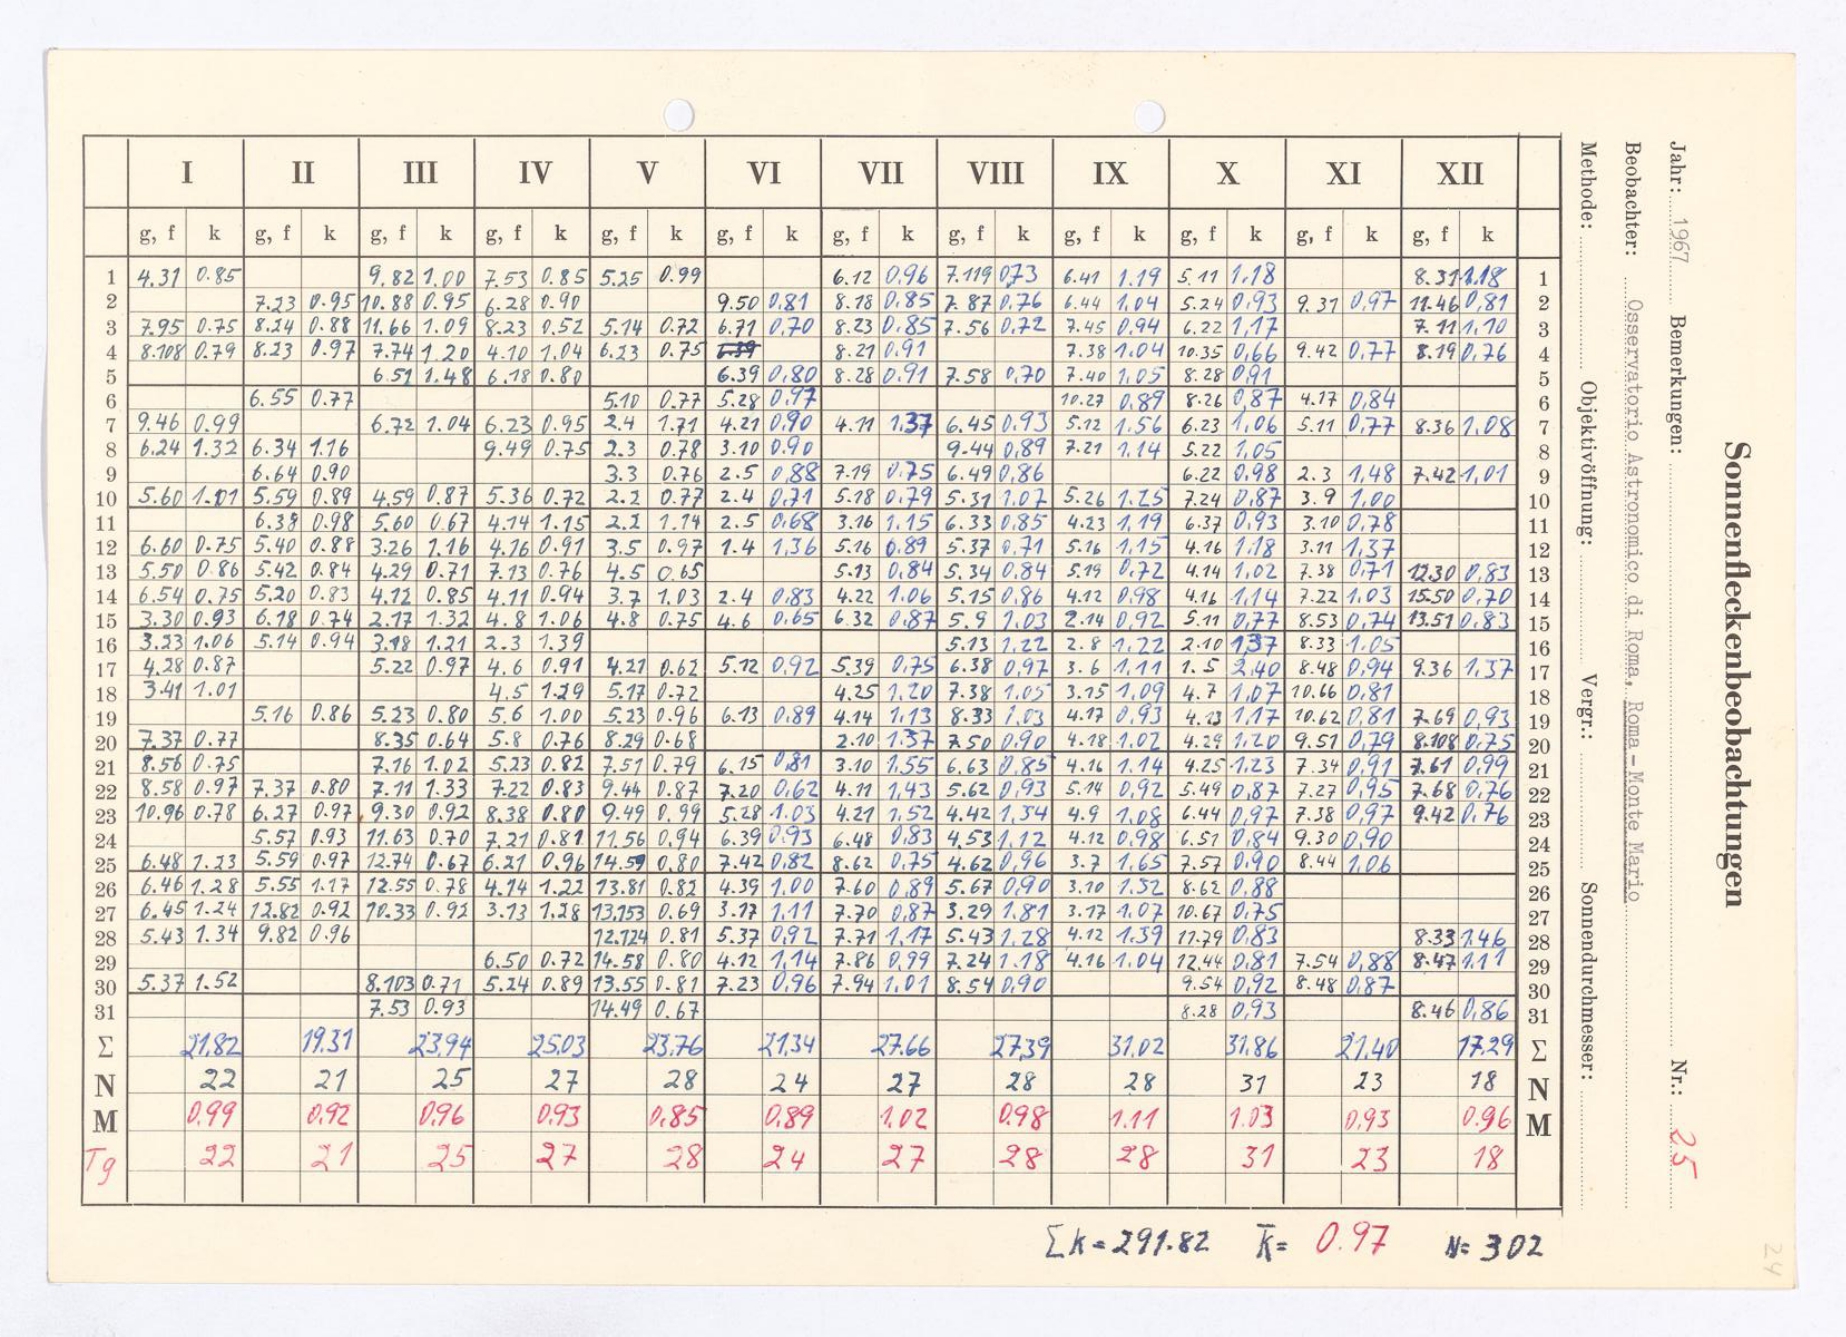 Sonnenfleckenbeobachtungen
Jahr: 1967 Bemerkungen: Nr.: 25
Beobachter: Osservatorio Astronomico di Roma, Roma-Monte Mario
Methode: Objektivöffnung: Vergr.: Sonnendurchmesser:
I II III IV V VI VII VIII IX X XI XII
g, f k g, f k g, f k g, f k g, f k g, f k g, f k g, f k g, f k g, f k g, f k g, f k
1 4.31 0.85 9.82 1.00 7.53 0.85 5.25 0.99 6.12 0,96 7.119 0,73 6.41 1.19 5.11 1,18 8.31 1.18 1
2 7.23 0.95 10.88 0.95 6.28 0.90 9.50 0,81 8.18 0,85 7.87 0,76 6.44 1,04 5.24 0,93 9.31 0,97 11.46 0,81 2
3 7.95 0.75 8.24 0.88 11.66 1.09 8.23 0.52 5.14 0.72 6.71 0,70 8.23 0,85 7.56 0,72 7.45 0,94 6.22 1,17 7.11 1,10 3
4 8.108 0.79 8.23 0.97 7.74 1.20 4.10 1.04 6.23 0.75 6.39 8.21 0,91 7.38 1,04 10.35 0,66 9.42 0,77 8.19 0,76 4
5 6.51 1.48 6.18 0.80 6.39 0,80 8.28 0,91 7.58 0,70 7.40 1,05 8.28 0,91 5
6 6.55 0.77 5.10 0.77 5.28 0,97 10.27 0,89 8.26 0,87 4.17 0,84 6
7 9.46 0.99 6.72 1.04 6.23 0.95 2.4 1.71 4.21 0,90 4.11 1,37 6.45 0,93 5.12 1,56 6.23 1,06 5.11 0,77 8.36 1,08 7
8 6.24 1.32 6.34 1.16 9.49 0.75 2.3 0.78 3.10 0.90 9.44 0,89 7.21 1,14 5.22 1,05 8
9 6.64 0.90 3.3 0.76 2.5 0,88 7.19 0,75 6.49 0,86 6.22 0,98 2.3 1,48 7.42 1,01 9
10 5.60 1.01 5.59 0.89 4.59 0.87 5.36 0.72 2.2 0.77 2.4 0,71 5.18 0,79 5.31 1.07 5.26 1.25 7.24 0,87 3.9 1,00 10
11 6.38 0.98 5.60 0.67 4.14 1.15 2.2 1.14 2.5 0,68 3.16 1,15 6.33 0,85 4.23 1,19 6.37 0,93 3.10 0,78 11
12 6.60 0.75 5.40 0.88 3.26 1.16 4.16 0.91 3.5 0.97 1.4 1,36 5.16 0,89 5.37 0,71 5.16 1,15 4.16 1,18 3.11 1,37 12
13 5.50 0.86 5.42 0.84 4.29 0.71 7.13 0.76 4.5 0.65 5.13 0,84 5.34 0,84 5.19 0,72 4.14 1,02 7.38 0,71 12.30 0,83 13
14 6.54 0.75 5.20 0.83 4.12 0.85 4.11 0.94 3.7 1.03 2.4 0,83 4.22 1,06 5.15 0,86 4.12 0,98 4.16 1,14 7.22 1,03 15.50 0,70 14
15 3.30 0.93 6.18 0.74 2.17 1.32 4.8 1.06 4.8 0.75 4.6 0,65 6.32 0,87 5.9 1,03 2.14 0,92 5.11 0,77 8.53 0,74 13.51 0,83 15
16 3.23 1.06 5.14 0.94 3.18 1.21 2.3 1.39 5.13 1,22 2.8 1,22 2.10 1,37 8.33 1,05 16
17 4.28 0.87 5.22 0.97 4.6 0.91 4.21 0.62 5.12 0,92 5.39 0,75 6.38 0,97 3.6 1,11 1.5 2,40 8.48 0,94 9.36 1,37 17
18 3.41 1.01 4.5 1.29 5.17 0.72 4.25 1,20 7.38 1,05 3.15 1,09 4.7 1,07 10.66 0,81 18
19 5.16 0.86 5.23 0.80 5.6 1.00 5.23 0.96 6.13 0,89 4.14 1,13 8.33 1,03 4.17 0,93 4.13 1,17 10.62 0,81 7.69 0,93 19
20 7.37 0.77 8.35 0.64 5.8 0.76 8.29 0.68 2.10 1,37 7.50 0,90 4.18 1,02 4.29 1,20 9.51 0,79 8.108 0,75 20
21 8.56 0.75 7.16 1.02 5.23 0.82 7.51 0.79 6.15 0,81 3.10 1,55 6.63 0,85 4.16 1,14 4.25 1,23 7.34 0,91 7.61 0,99 21
22 8.58 0.97 7.37 0.80 7.11 1.33 7.22 0.83 9.44 0.87 7.20 0,62 4.11 1,43 5.62 0,93 5.14 0,92 5.49 0,87 7.27 0,95 7.68 0,76 22
23 10.96 0.78 6.27 0.97 9.30 0.92 8.38 0.80 9.49 0,99 5.28 1.03 4.21 1,52 4.42 1,34 4.9 1,08 6.44 0,97 7.38 0,97 9.42 0,76 23
24 5.57 0.93 11.63 0.70 7.21 0.81 11.56 0,94 6.39 0,93 6.48 0,83 4.53 1,12 4.12 0,98 6.51 0,84 9.30 0,90 24
25 6.48 1.23 5.59 0.97 12.74 0.67 6.21 0.96 14.59 0.80 7.42 0,82 8.62 0,75 4.62 0,96 3.7 1,65 7.57 0,90 8.44 1,06 25
26 6.46 1.28 5.55 1.17 12.55 0.78 4.14 1.22 13.81 0.82 4.39 1,00 7.60 0,89 5.67 0,90 3.10 1,32 8.62 0,88 26
27 6.45 1.24 12.82 0.92 10.33 0.92 3.13 1.28 13.153 0.69 3.17 1,11 7.70 0,87 3.29 1,81 3.17 1,07 10.67 0,75 27
28 5.43 1.34 9.82 0.96 12.124 0.81 5.37 0,92 7.71 1,17 5.43 1,28 4.12 1,39 11.79 0,83 8.33 1,46 28
29 6.50 0.72 14.58 0.80 4.12 1,14 7.86 0,99 7.24 1.18 4.16 1,04 12.44 0,81 7.54 0,88 8.47 1.11 29
30 5.37 1.52 8.103 0.71 5.24 0.89 13.55 0.81 7.23 0,96 7.94 1,01 8.54 0,90 9.54 0,92 8.48 0,87 30
31 7.53 0.93 14.49 0.67 8.28 0,93 8.46 0,86 31
Σ 21,82 19.31 23,94 25.03 23,76 21,34 27.66 27,39 31,02 31,86 21,40 17.29 Σ
N 22 21 25 27 28 24 27 28 28 31 23 18 N
M 0,99 0,92 0,96 0,93 0,85 0,89 1,02 0,98 1.11 1.03 0,93 0.96 M
Tg 22 21 25 27 28 24 27 28 28 31 23 18
Σk = 291.82 k̄ = 0.97 N= 302
24